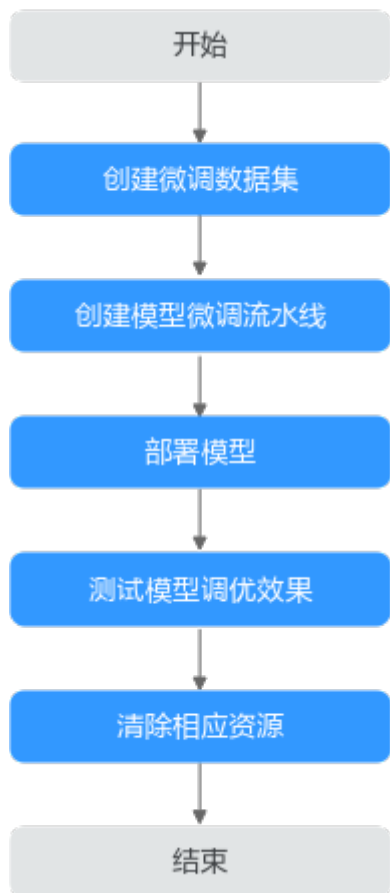 开始
创建微调数据集
创建模型微调流水线
部署模型
测试模型调优效果
清除相应资源
结束